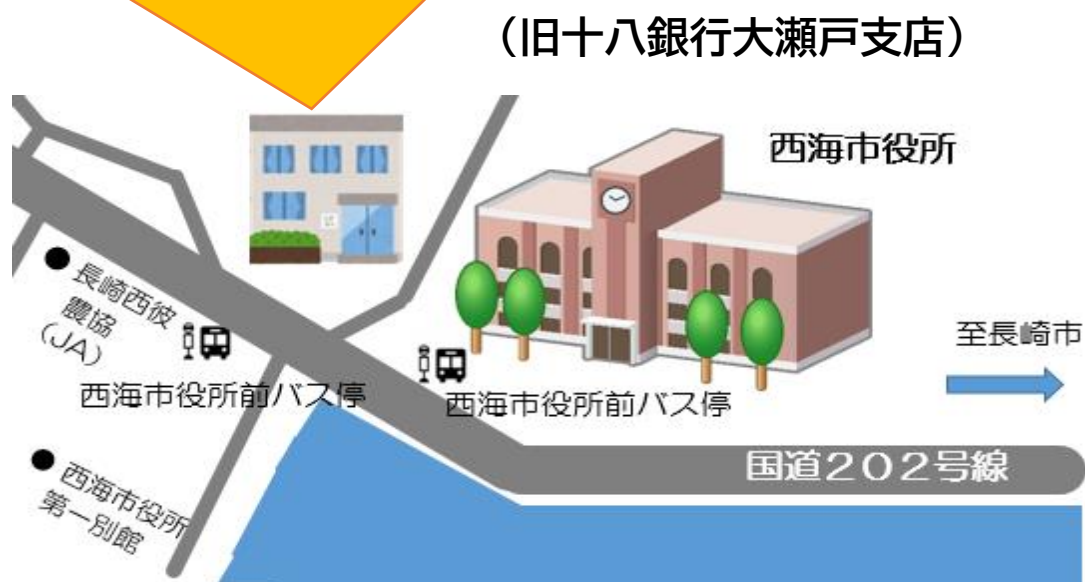 （旧十八銀行大瀬戸支店）
西海市役所
長崎西彼
農協
（JA）
至長崎市
西海市役所前バス停
西海市役所前バス停
国道２０２号線
西海市役所
第一別館